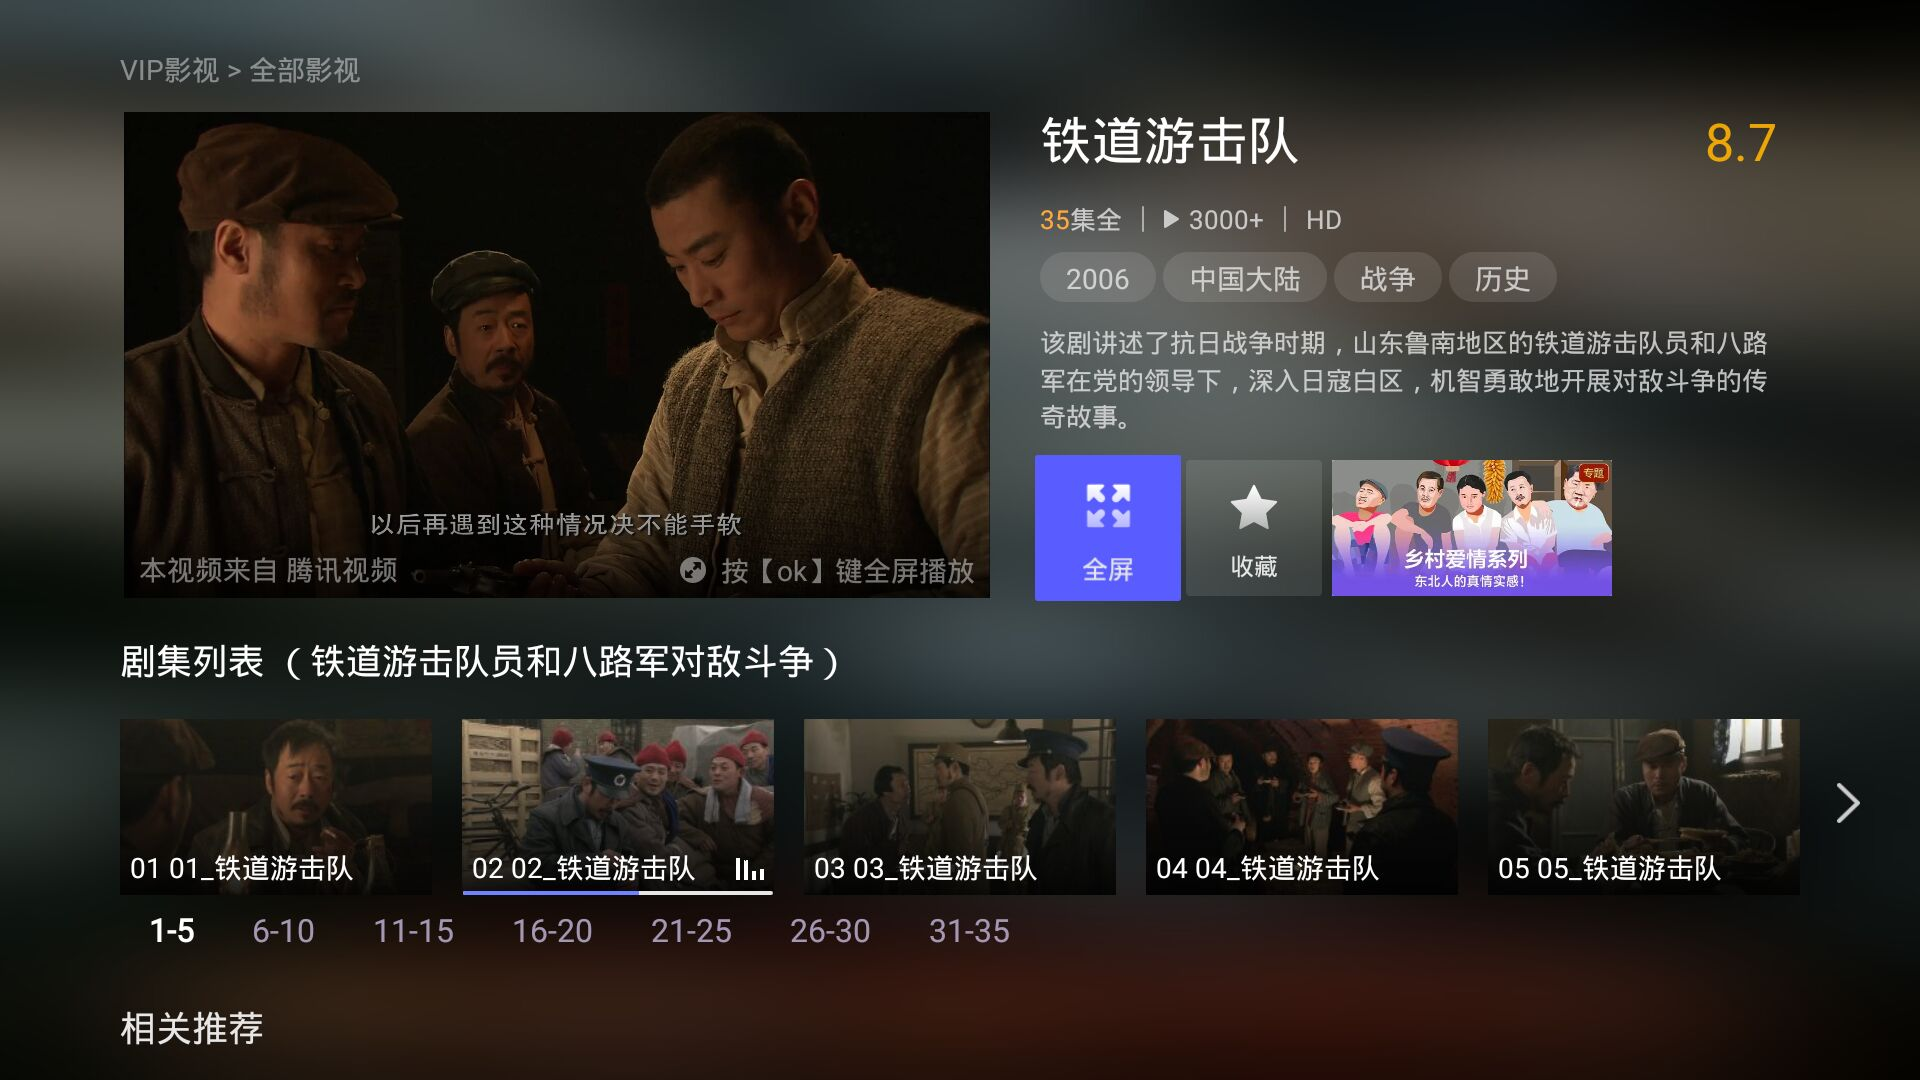 VIP影视 > 全部影视
铁道游击队
8.7
35集全 | 3000+ | HD
2006 中国大陆 战争 历史
该剧讲述了抗日战争时期，山东鲁南地区的铁道游击队员和八路
军在党的领导下，深入日寇白区，机智勇敢地开展对敌斗争的传
奇故事。
以后再遇到这种情况决不能手软
本视频来自 腾讯视频
按【ok】键全屏播放
全屏
收藏
专题
乡村爱情系列
东北人的真情实感！
剧集列表 （铁道游击队员和八路军对敌斗争）
01 01_铁道游击队
02 02_铁道游击队
03 03_铁道游击队
04 04_铁道游击队
05 05_铁道游击队
1-5 6-10 11-15 16-20 21-25 26-30 31-35
相关推荐